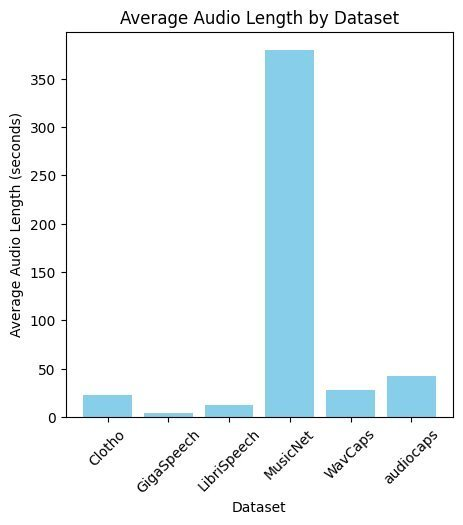 Average Audio Length by Dataset
Average Audio Length (seconds)
350
300
250
200
150
100
50
0
Clotho
GigaSpeech
LibriSpeech
MusicNet
WavCaps
audiocaps
Dataset